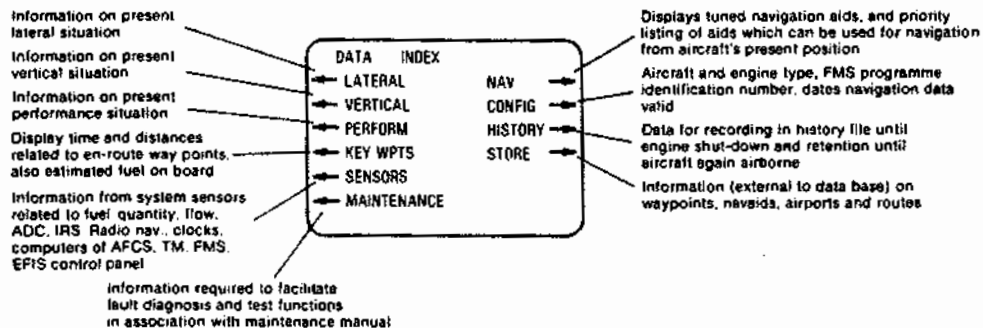 Information on present
lateral situation
Information on present
vertical situation
Information on present
performance situation
Display time and distances
related to en-route way points,
also estimated fuel on board
Information from system sensors
related to fuel quantity, flow,
ADC, IRS, Radio nav., clocks,
computers of AFCS, TM, FMS,
EFIS control panel
Information required to facilitate
fault diagnosis and test functions
in association with maintenance manual
DATA INDEX
LATERAL NAV
VERTICAL CONFIG
PERFORM HISTORY
KEY WPTS STORE
SENSORS
MAINTENANCE
Displays tuned navigation aids, and priority
listing of aids which can be used for navigation
from aircraft's present position
Aircraft and engine type, FMS programme
identification number, dates navigation data
valid
Data for recording in history file until
engine shut-down and retention until
aircraft again airborne
Information (external to data base) on
waypoints, navaids, airports and routes